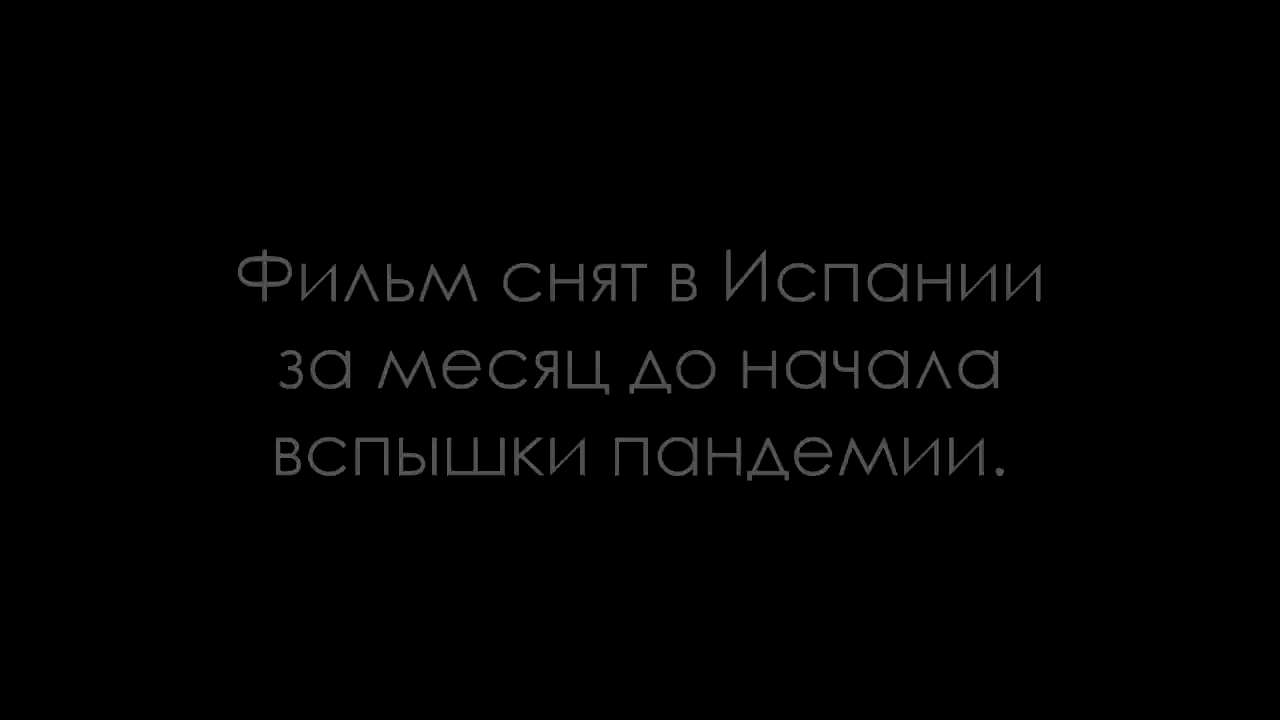 Фильм снят в Испании
за месяц до начала
вспышки пандемии.